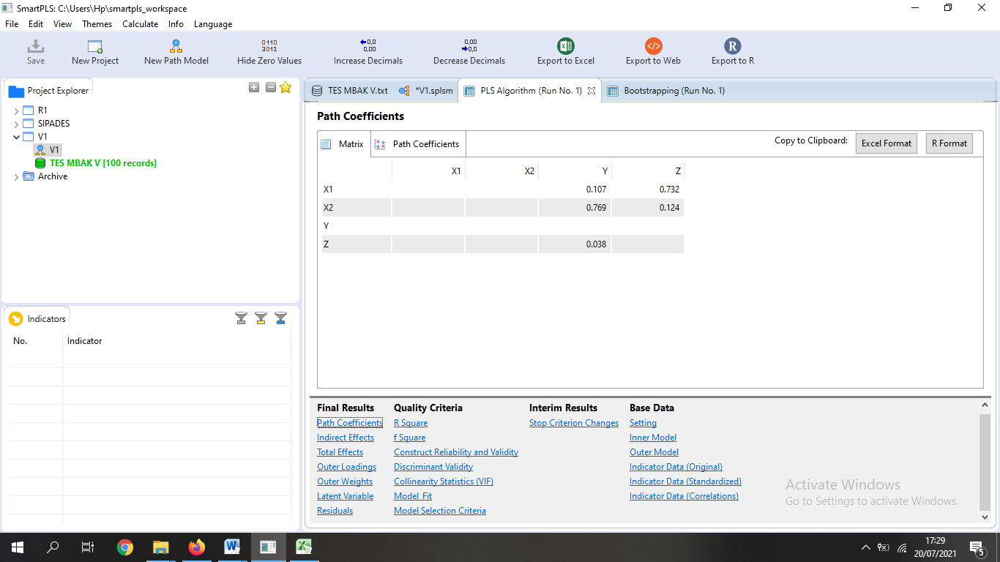 SmartPLS: C:\Users\Hp\smartpls_workspace
File Edit View Themes Calculate Info Language
Save New Project New Path Model Hide Zero Values Increase Decimals Decrease Decimals Export to Excel Export to Web Export to R
Project Explorer
R1
SIPADES
V1
V1
TES MBAK V [100 records]
Archive
Indicators
No. Indicator
TES MBAK V.txt *V1.splsm PLS Algorithm (Run No. 1) Bootstrapping (Run No. 1)
Path Coefficients
Matrix Path Coefficients Copy to Clipboard: Excel Format R Format
X1 X2 Y Z
X1 0.107 0.732
X2 0.769 0.124
Y
Z 0.038
Final Results Quality Criteria Interim Results Base Data
Path Coefficients R Square Stop Criterion Changes Setting
Indirect Effects f Square Inner Model
Total Effects Construct Reliability and Validity Outer Model
Outer Loadings Discriminant Validity Indicator Data (Original)
Outer Weights Collinearity Statistics (VIF) Indicator Data (Standardized)
Latent Variable Model_Fit Indicator Data (Correlations)
Residuals Model Selection Criteria
Activate Windows
Go to Settings to activate Windows.
17:29
20/07/2021
5